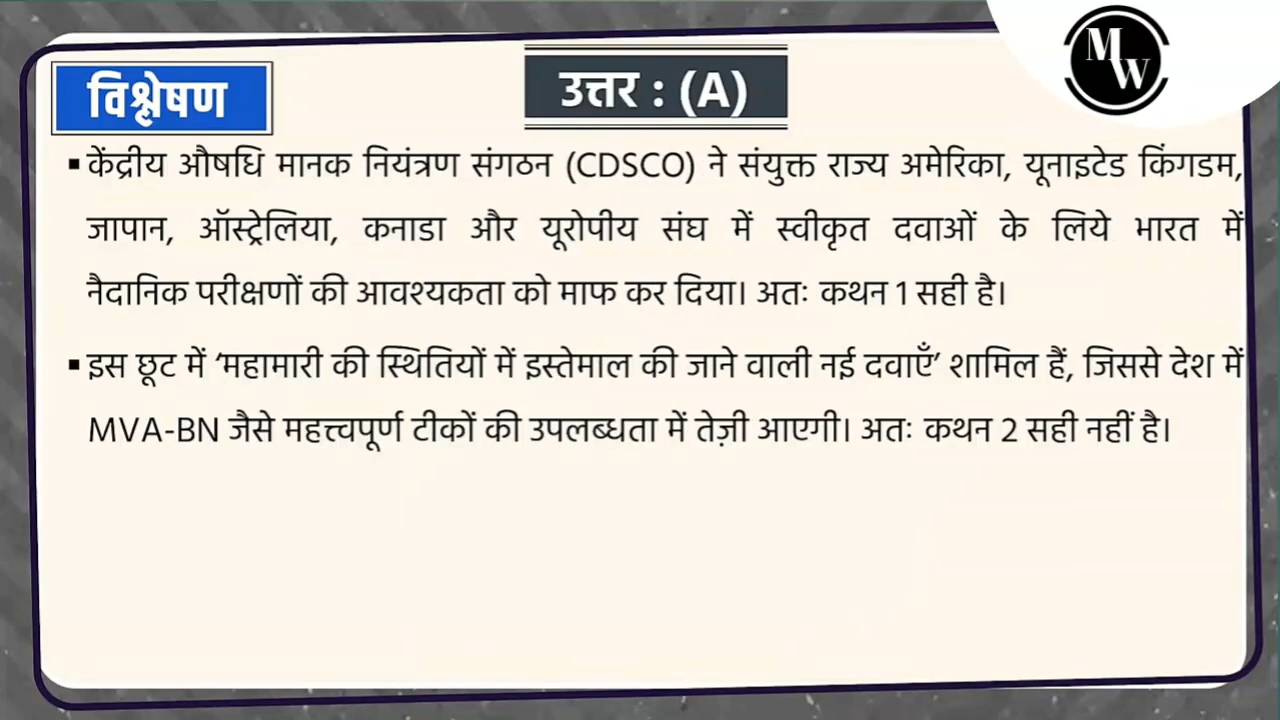 MW
विश्लेषण
उत्तर : (A)
▪ केंद्रीय औषधि मानक नियंत्रण संगठन (CDSCO) ने संयुक्त राज्य अमेरिका, यूनाइटेड किंगडम,
जापान, ऑस्ट्रेलिया, कनाडा और यूरोपीय संघ में स्वीकृत दवाओं के लिये भारत में
नैदानिक परीक्षणों की आवश्यकता को माफ कर दिया। अतः कथन 1 सही है।
▪ इस छूट में ‘महामारी की स्थितियों में इस्तेमाल की जाने वाली नई दवाएँ’ शामिल हैं, जिससे देश में
MVA-BN जैसे महत्त्वपूर्ण टीकों की उपलब्धता में तेज़ी आएगी। अतः कथन 2 सही नहीं है।